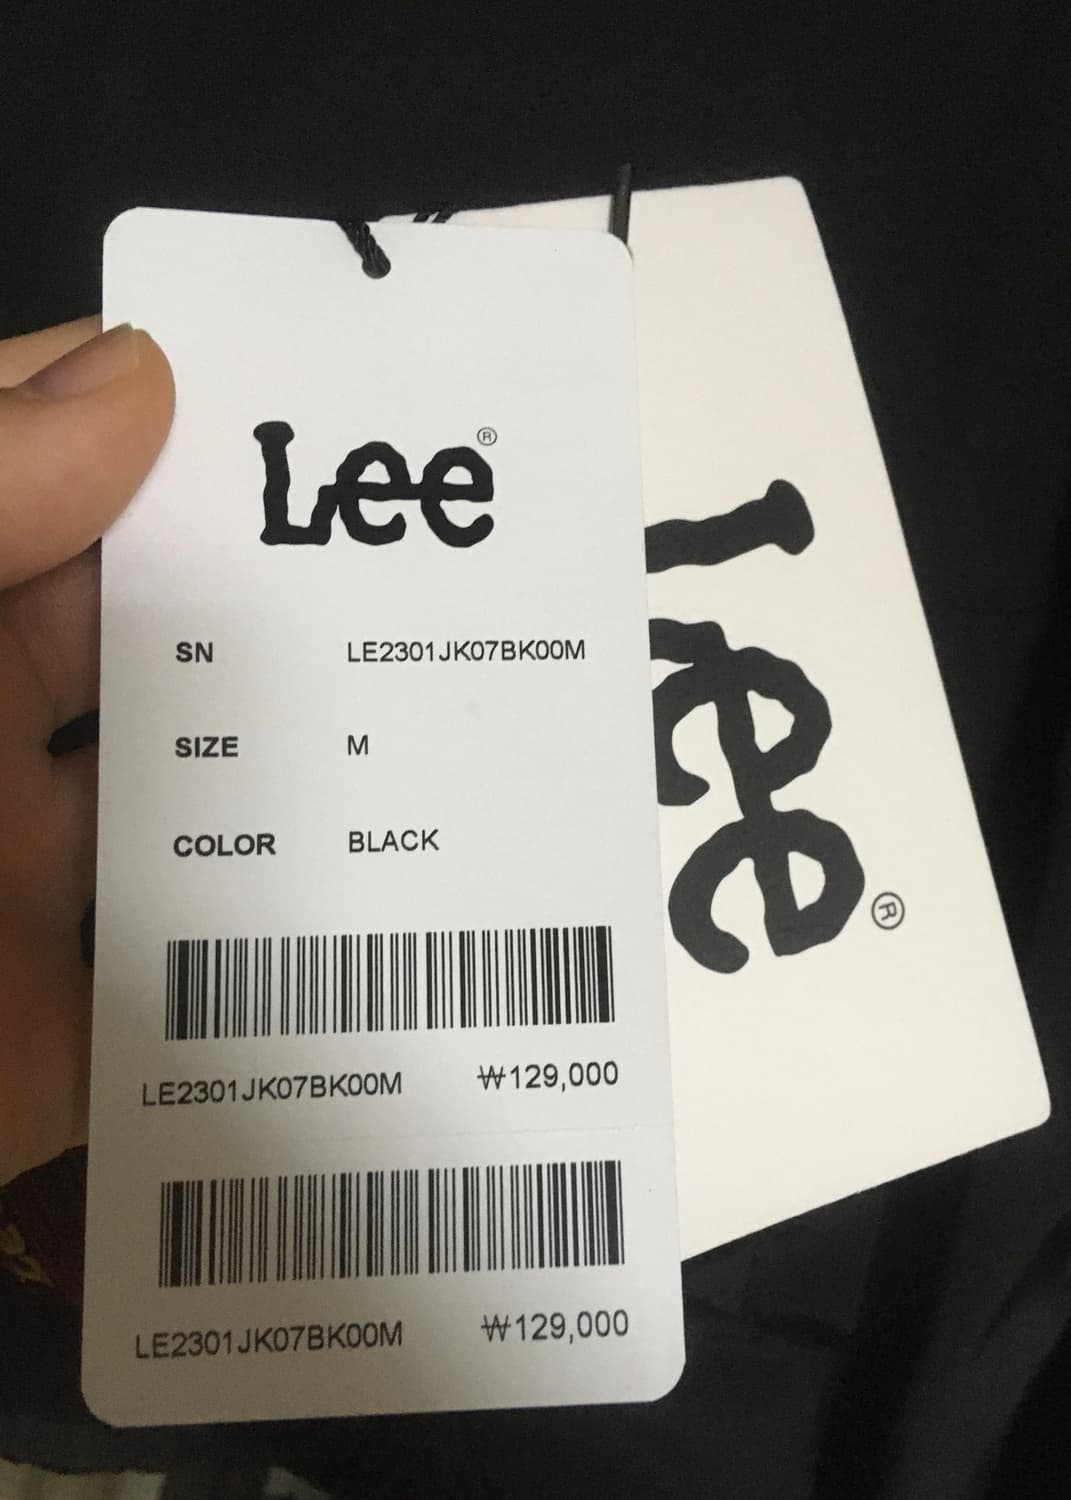 Lee®
SN LE2301JK07BK00M
SIZE M
COLOR BLACK
LE2301JK07BK00M ₩129,000
LE2301JK07BK00M ₩129,000
Lee®